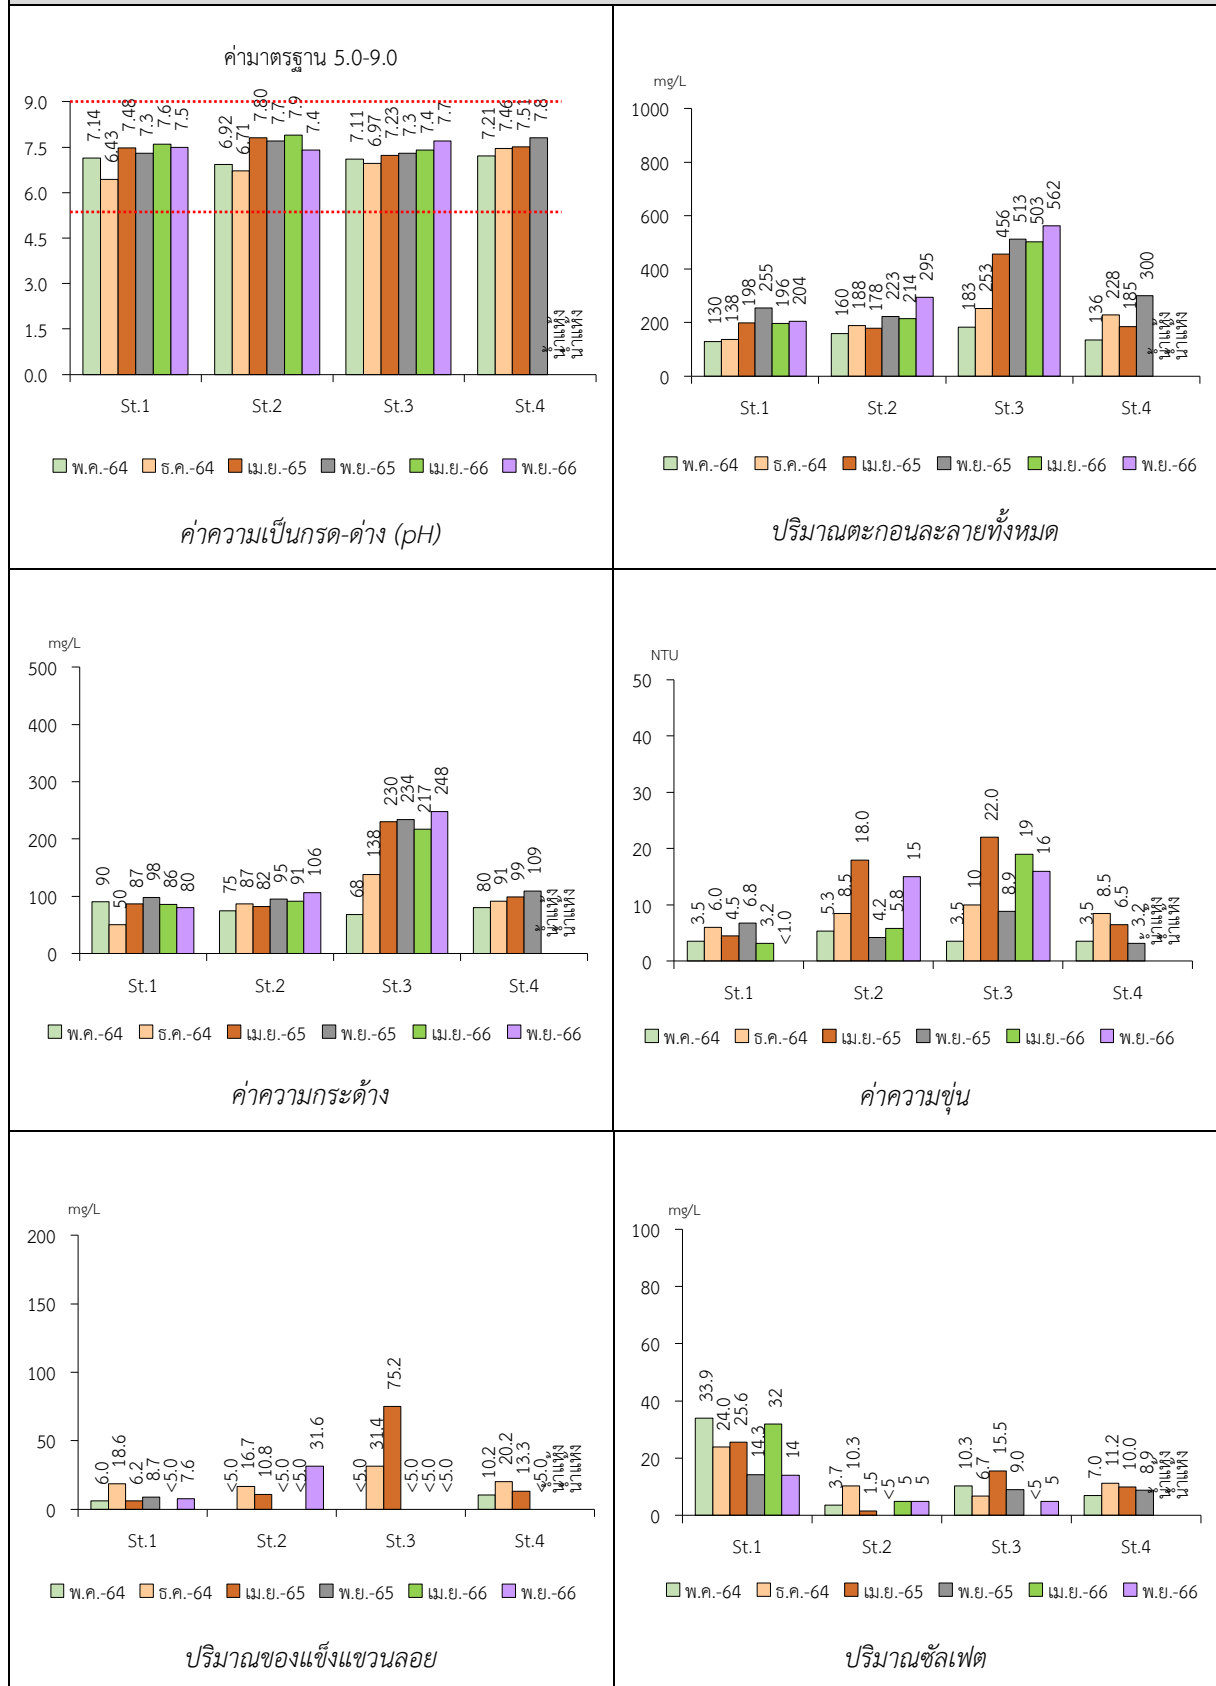 ค่ามาตรฐาน 5.0-9.0
9.0
7.5
6.0
4.5
3.0
1.5
0.0
7.14 6.43 7.48 7.3 7.6 7.5
6.92 6.71 7.80 7.7 7.9 7.4
7.11 6.97 7.23 7.3 7.4 7.7
7.21 7.46 7.51 7.8 น้ำแห้ง น้ำแห้ง
St.1 St.2 St.3 St.4
พ.ค.-64 ธ.ค.-64 เม.ย.-65 พ.ย.-65 เม.ย.-66 พ.ย.-66
ค่าความเป็นกรด-ด่าง (pH)
mg/L
1000
800
600
400
200
0
130 138 198 255 196 204
160 188 178 223 214 295
183 253 456 513 503 562
136 228 185 300 น้ำแห้ง น้ำแห้ง
St.1 St.2 St.3 St.4
พ.ค.-64 ธ.ค.-64 เม.ย.-65 พ.ย.-65 เม.ย.-66 พ.ย.-66
ปริมาณตะกอนละลายทั้งหมด
mg/L
500
400
300
200
100
0
90 50 87 98 86 80
75 87 82 95 91 106
68 138 230 234 217 248
80 91 99 109 น้ำแห้ง น้ำแห้ง
St.1 St.2 St.3 St.4
พ.ค.-64 ธ.ค.-64 เม.ย.-65 พ.ย.-65 เม.ย.-66 พ.ย.-66
ค่าความกระด้าง
NTU
50
40
30
20
10
0
3.5 6.0 4.5 6.8 3.2 <1.0
5.3 8.5 18.0 4.2 5.8 15
3.5 10 22.0 8.9 19 16
3.5 8.5 6.5 3.2 น้ำแห้ง น้ำแห้ง
St.1 St.2 St.3 St.4
พ.ค.-64 ธ.ค.-64 เม.ย.-65 พ.ย.-65 เม.ย.-66 พ.ย.-66
ค่าความขุ่น
mg/L
200
150
100
50
0
6.0 18.6 6.2 8.7 <5.0 7.6
<5.0 16.7 10.8 <5.0 <5.0 31.6
<5.0 31.4 75.2 <5.0 <5.0 <5.0
10.2 20.2 13.3 <5.0 น้ำแห้ง น้ำแห้ง
St.1 St.2 St.3 St.4
พ.ค.-64 ธ.ค.-64 เม.ย.-65 พ.ย.-65 เม.ย.-66 พ.ย.-66
ปริมาณของแข็งแขวนลอย
mg/L
100
80
60
40
20
0
33.9 24.0 25.6 14.3 32 14
3.7 10.3 1.5 <5 5 5
10.3 6.7 15.5 9.0 <5 5
7.0 11.2 10.0 8.9 น้ำแห้ง น้ำแห้ง
St.1 St.2 St.3 St.4
พ.ค.-64 ธ.ค.-64 เม.ย.-65 พ.ย.-65 เม.ย.-66 พ.ย.-66
ปริมาณซัลเฟต